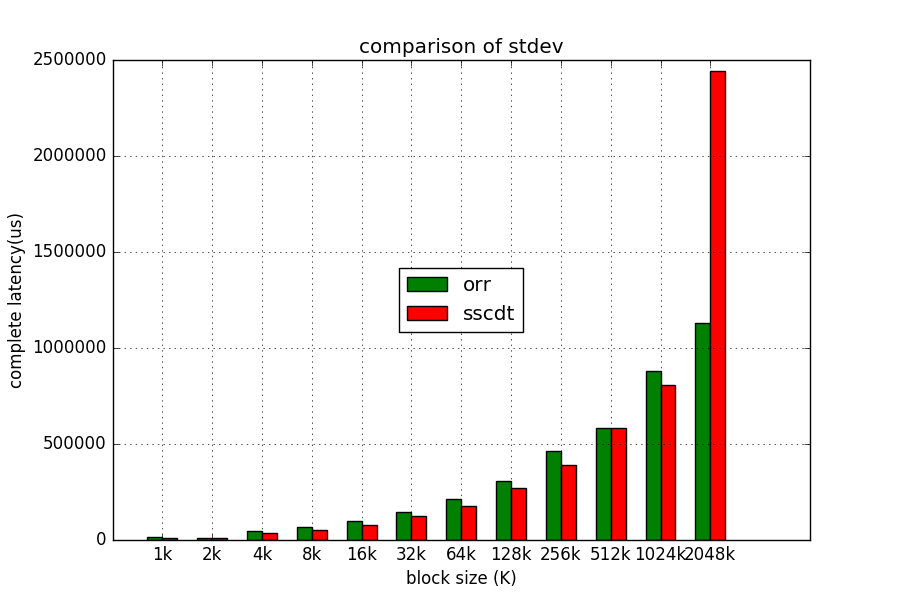 comparison of stdev
2500000
2000000
1500000
1000000
500000
0
complete latency(us)
orr
sscdt
1k 2k 4k 8k 16k 32k 64k 128k 256k 512k 1024k 2048k
block size (K)